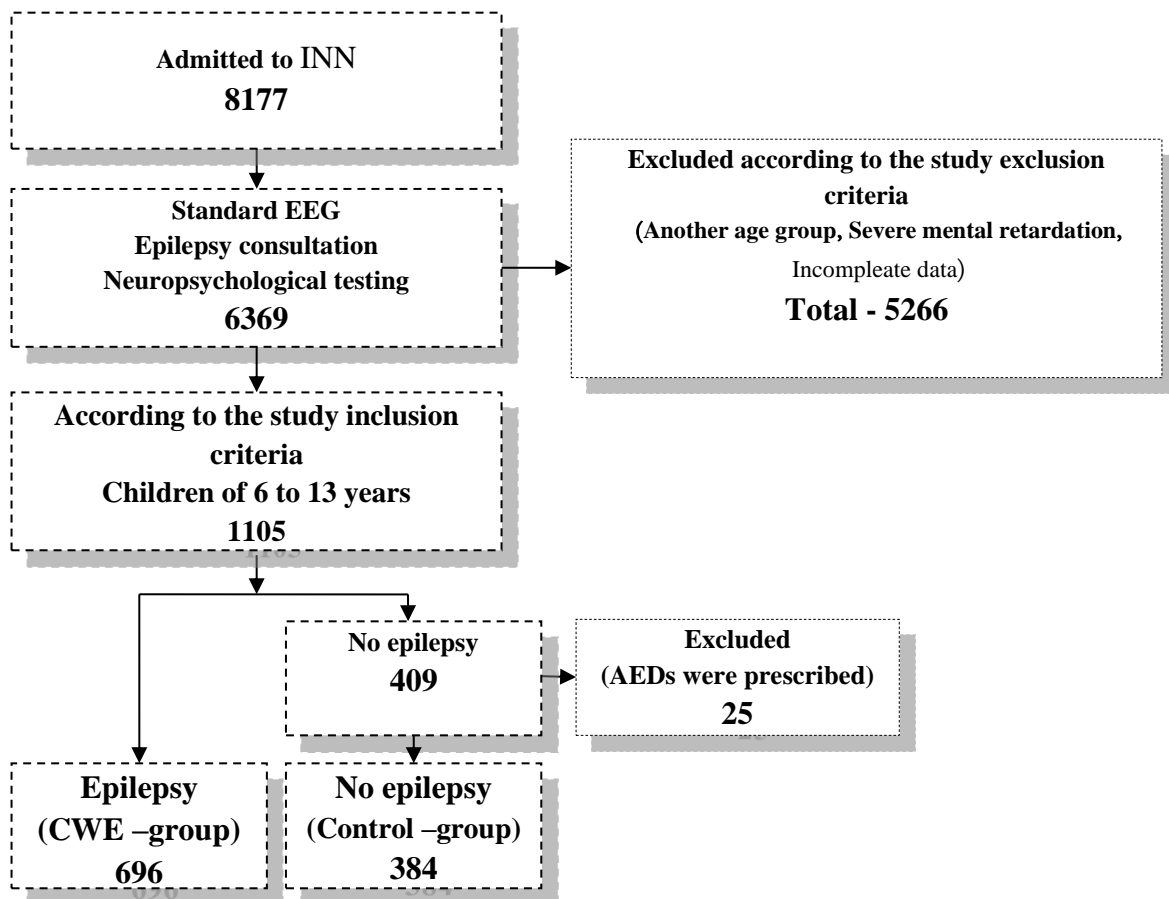 Admitted to INN
8177
Standard EEG
Epilepsy consultation
Neuropsychological testing
6369
Excluded according to the study exclusion
criteria
(Another age group, Severe mental retardation,
Incompleate data)
Total - 5266
According to the study inclusion
criteria
Children of 6 to 13 years
1105
No epilepsy
409
Excluded
(AEDs were prescribed)
25
Epilepsy
(CWE –group)
696
No epilepsy
(Control –group)
384